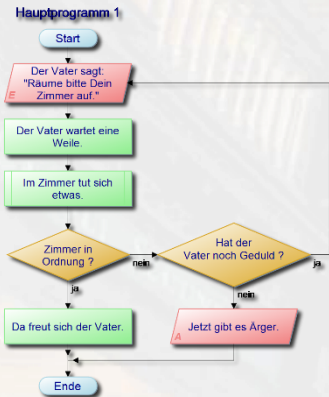 Hauptprogramm 1
Start
Der Vater sagt:
"Räume bitte Dein
Zimmer auf."
E
Der Vater wartet eine
Weile.
Im Zimmer tut sich
etwas.
Zimmer in
Ordnung ?
nein
ja
Hat der
Vater noch Geduld ?
ja
nein
Da freut sich der Vater.
Jetzt gibt es Ärger.
A
Ende